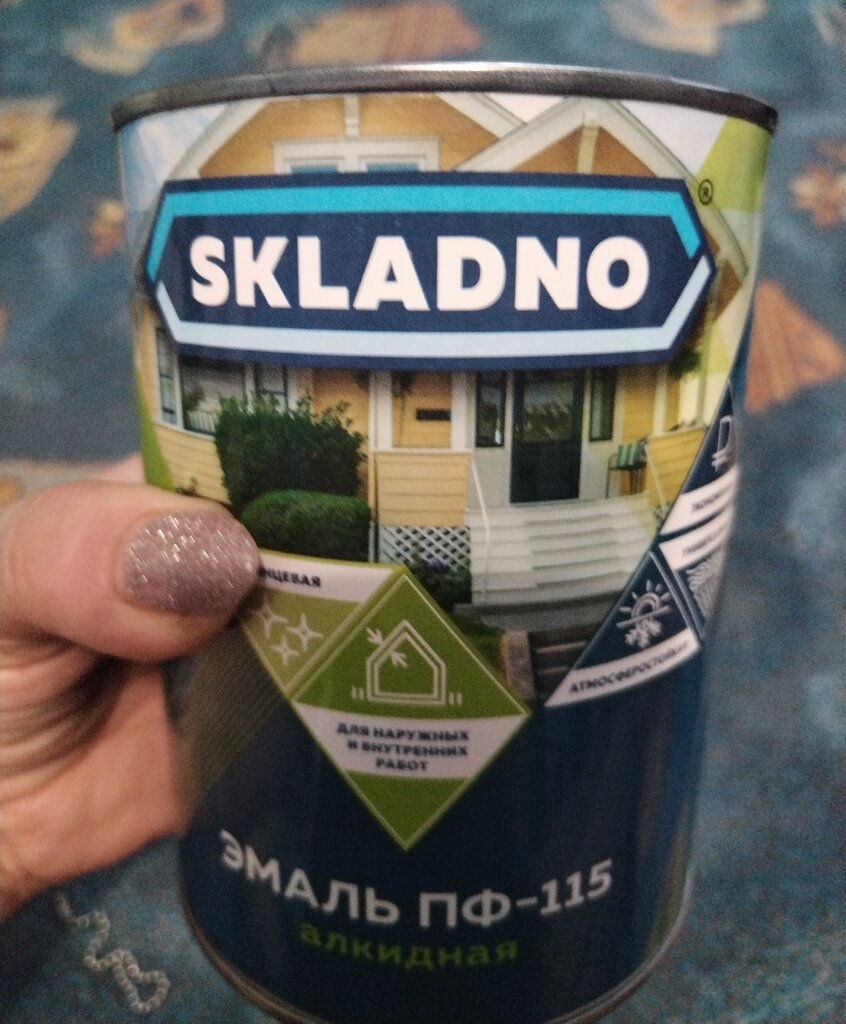 SKLADNO
®
ДЛЯ НАРУЖНЫХ
И ВНУТРЕННИХ
РАБОТ
АТМОСФЕРОСТОЙКАЯ
ЭМАЛЬ ПФ-115
алкидная